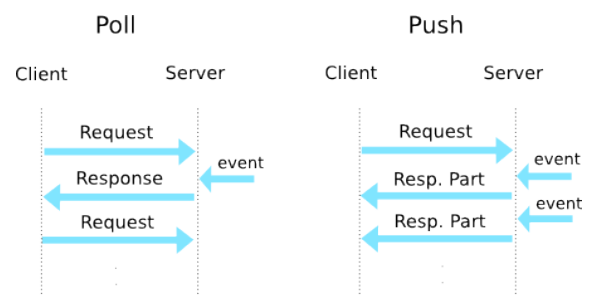 Poll
Client
Server
Request
event
Response
Request
Push
Client
Server
Request
event
Resp. Part
event
Resp. Part